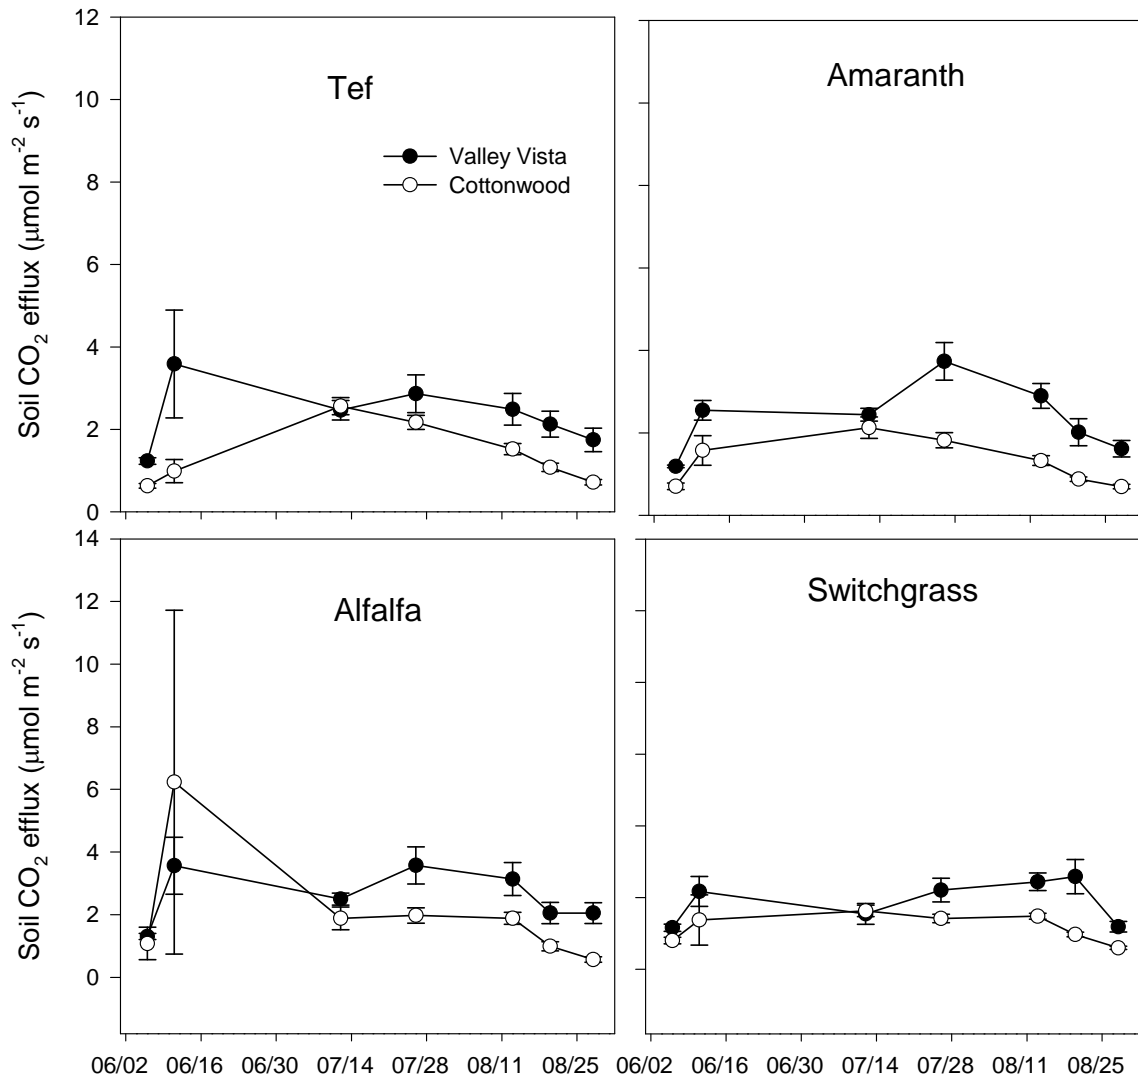 12
10
8
6
4
2
0
Soil CO2 efflux (μmol m-2 s-1)
Tef
Valley Vista
Cottonwood
Amaranth
14
12
10
8
6
4
2
0
Soil CO2 efflux (μmol m-2 s-1)
Alfalfa
Switchgrass
06/02 06/16 06/30 07/14 07/28 08/11 08/25
06/02 06/16 06/30 07/14 07/28 08/11 08/25